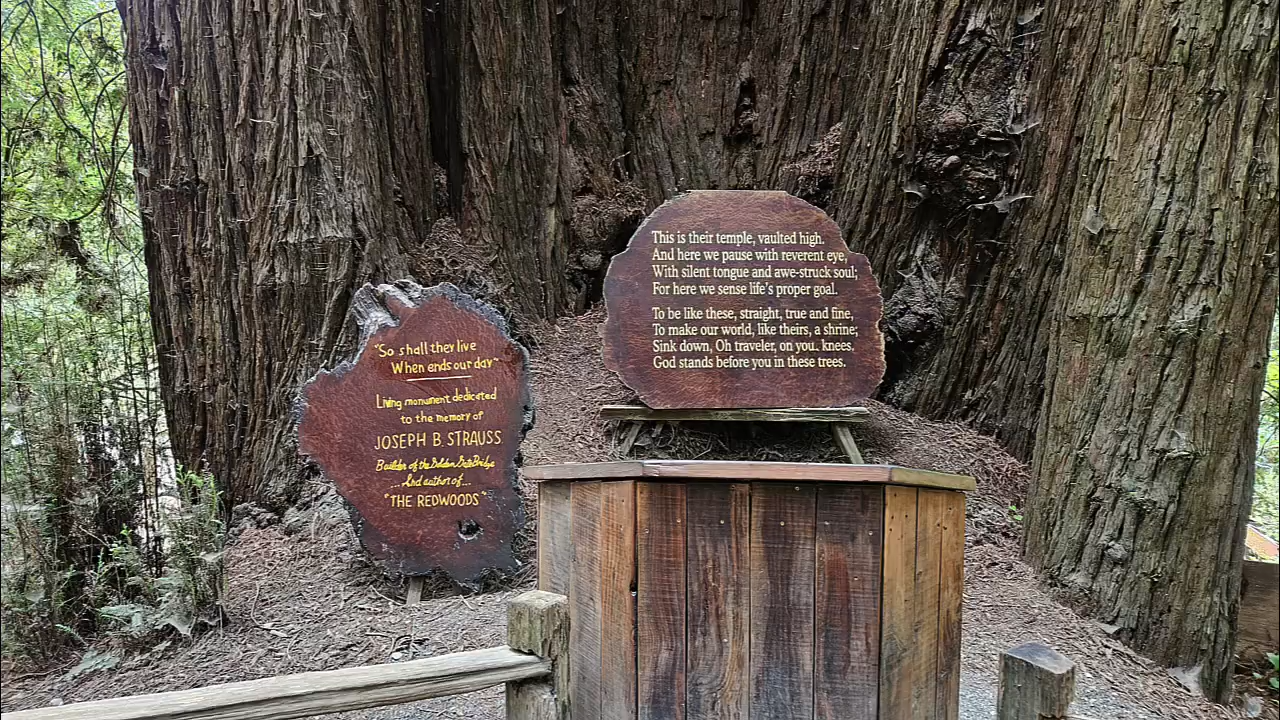 "So shall they live
When ends our day"
Living monument dedicated
to the memory of
JOSEPH B. STRAUSS
Builder of the Golden Gate Bridge
...And author of...
"THE REDWOODS"
This is their temple, vaulted high.
And here we pause with reverent eye,
With silent tongue and awe-struck soul;
For here we sense life's proper goal.
To be like these, straight, true and fine,
To make our world, like theirs, a shrine;
Sink down, Oh traveler, on you. knees.
God stands before you in these trees.